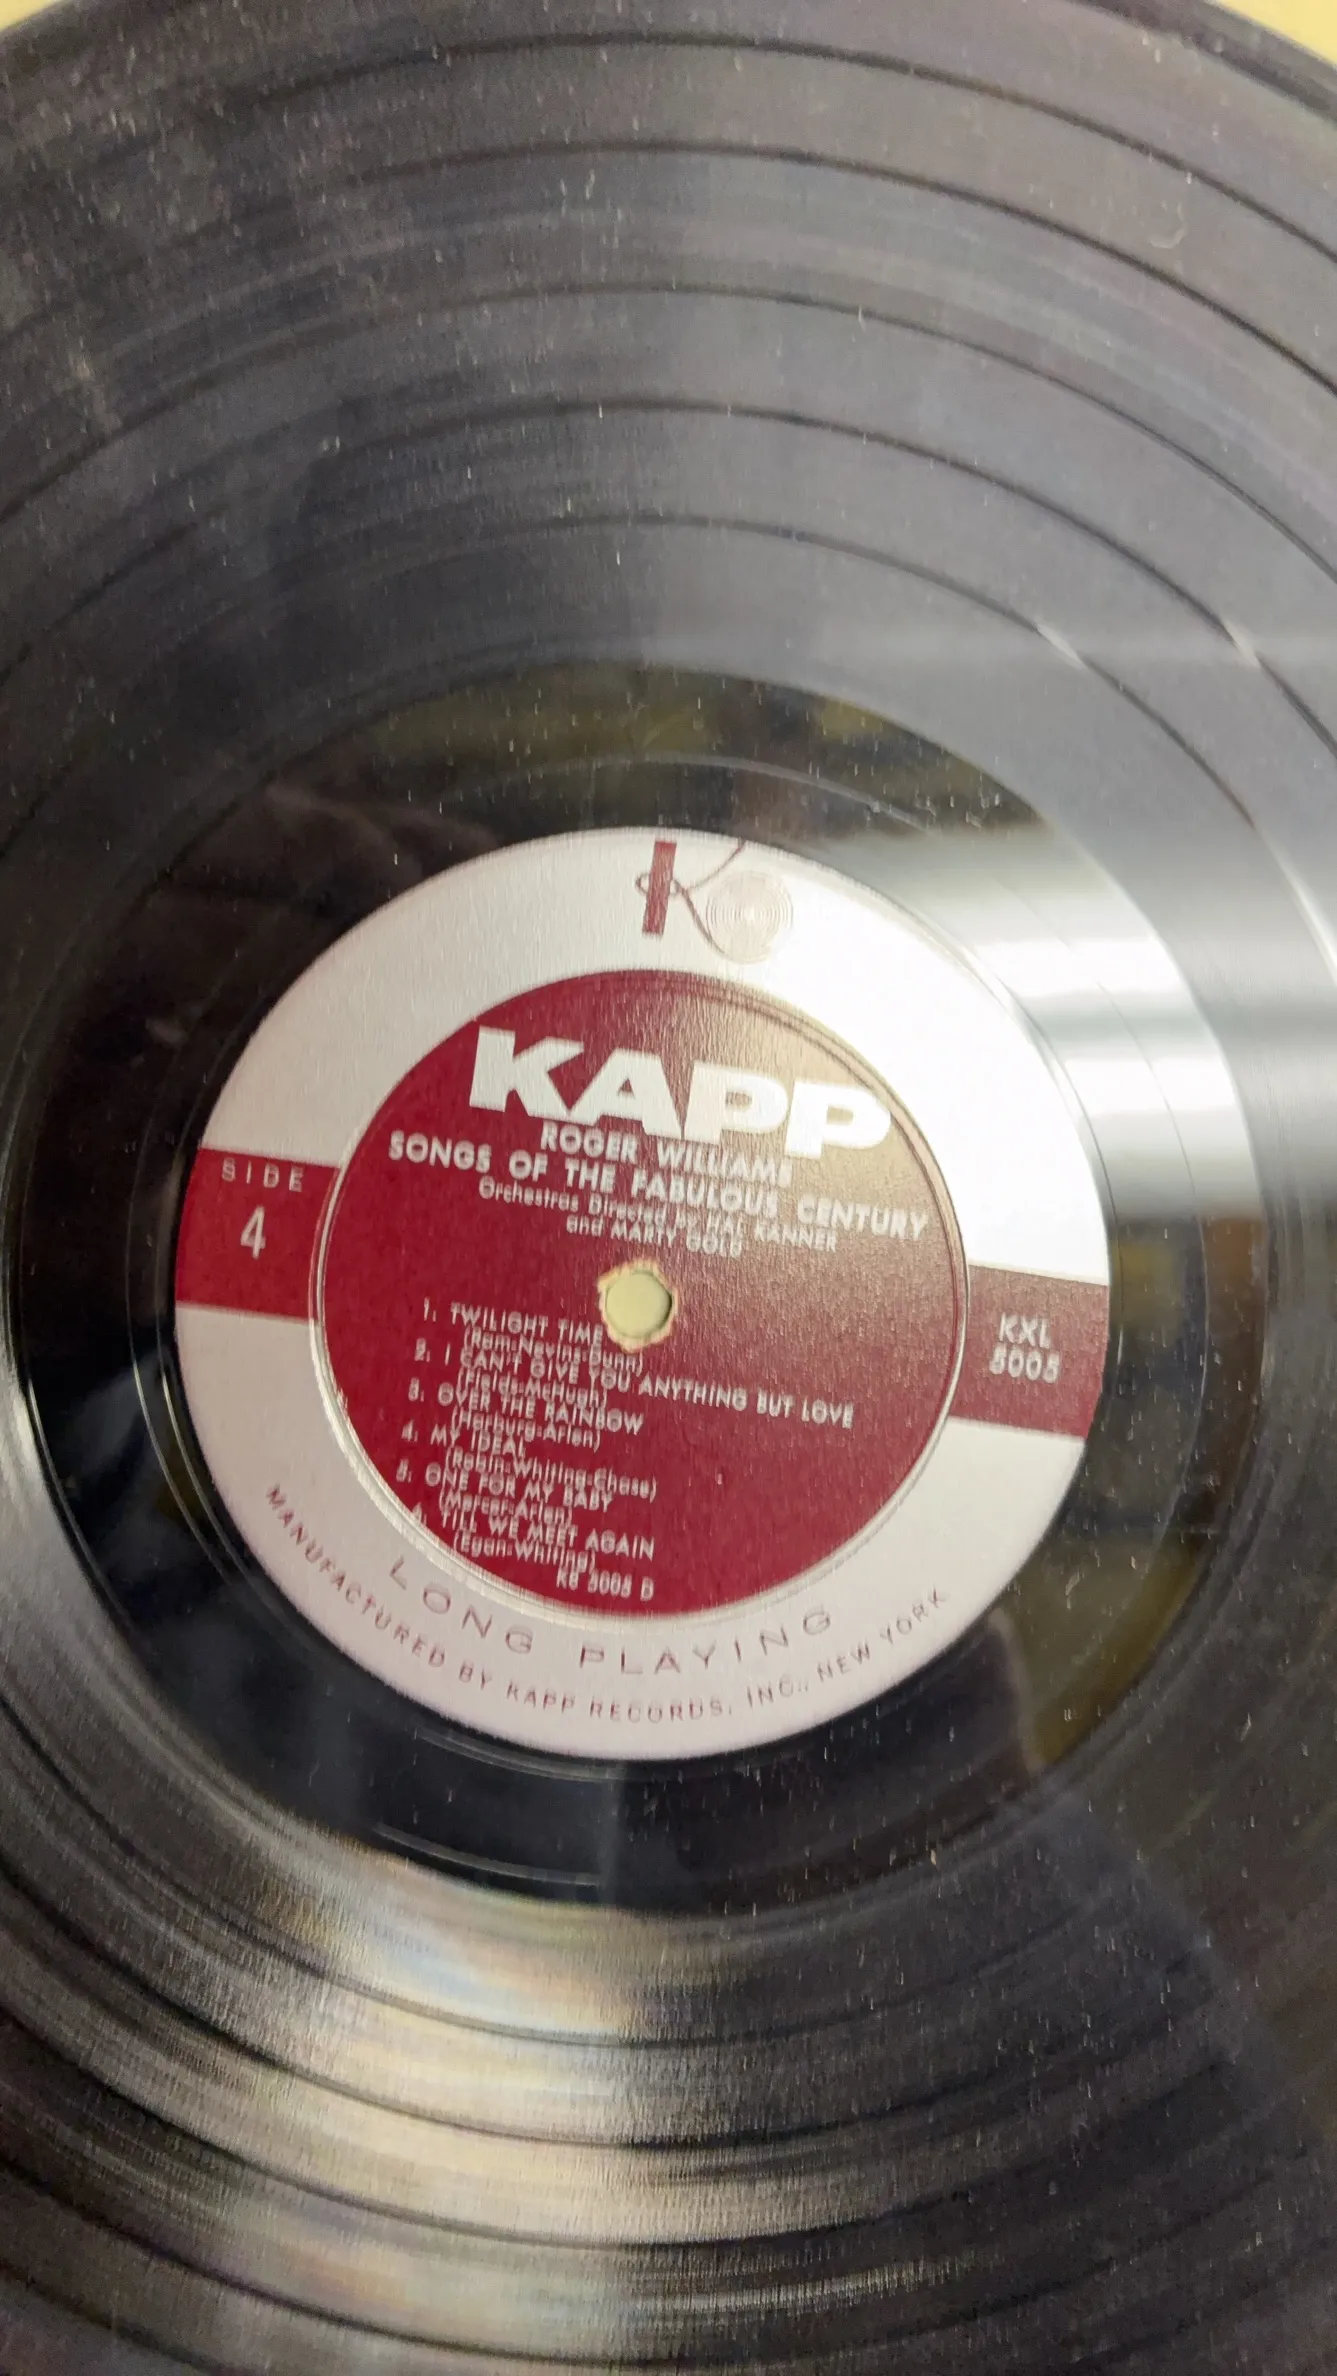 K
KAPP
ROGER WILLIAMS
SONGS OF THE FABULOUS CENTURY
Orchestras Directed by HAL KANNER
and MARTY GOLD
SIDE
4
KXL
5005
1. TWILIGHT TIME
(Ram-Nevins-Dunn)
2. I CAN'T GIVE YOU ANYTHING BUT LOVE
(Fields-McHugh)
3. OVER THE RAINBOW
(Harburg-Arlen)
4. MY IDEAL
(Robin-Whiting-Chase)
5. ONE FOR MY BABY
(Mercer-Arlen)
6. TILL WE MEET AGAIN
(Egan-Whiting)
K8 5005 D
LONG PLAYING
MANUFACTURED BY KAPP RECORDS, INC., NEW YORK